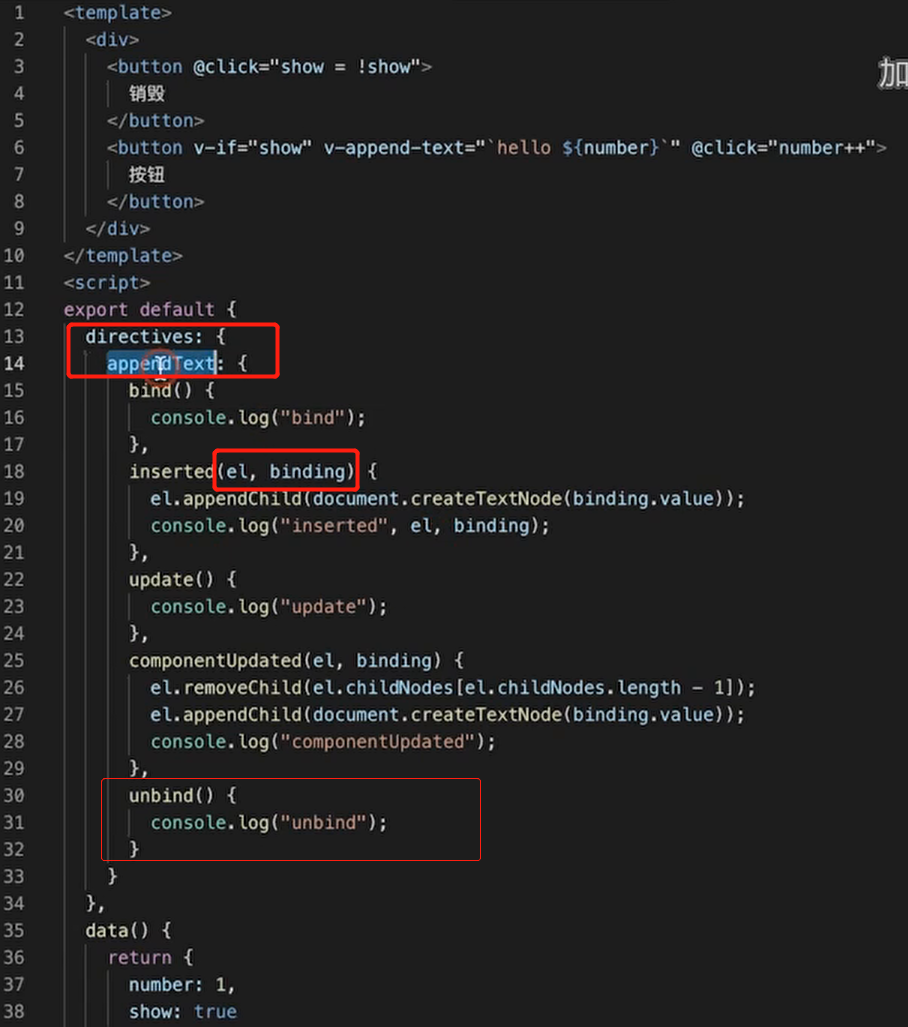 1 <template>
2 <div>
3 <button @click="show = !show">
4 销毁
5 </button>
6 <button v-if="show" v-append-text="`hello ${number}`" @click="number++">
7 按钮
8 </button>
9 </div>
10 </template>
11 <script>
12 export default {
13 directives: {
14 appendText: {
15 bind() {
16 console.log("bind");
17 },
18 inserted(el, binding) {
19 el.appendChild(document.createTextNode(binding.value));
20 console.log("inserted", el, binding);
21 },
22 update() {
23 console.log("update");
24 },
25 componentUpdated(el, binding) {
26 el.removeChild(el.childNodes[el.childNodes.length - 1]);
27 el.appendChild(document.createTextNode(binding.value));
28 console.log("componentUpdated");
29 },
30 unbind() {
31 console.log("unbind");
32 }
33 }
34 },
35 data() {
36 return {
37 number: 1,
38 show: true
加